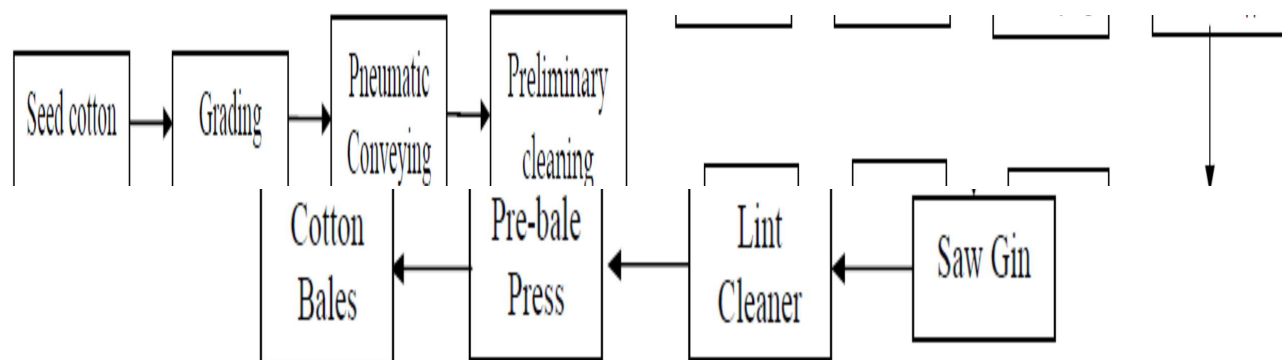 Seed cotton
Grading
Pneumatic
Conveying
Preliminary
cleaning
Cotton
Bales
Pre-bale
Press
Lint
Cleaner
Saw Gin